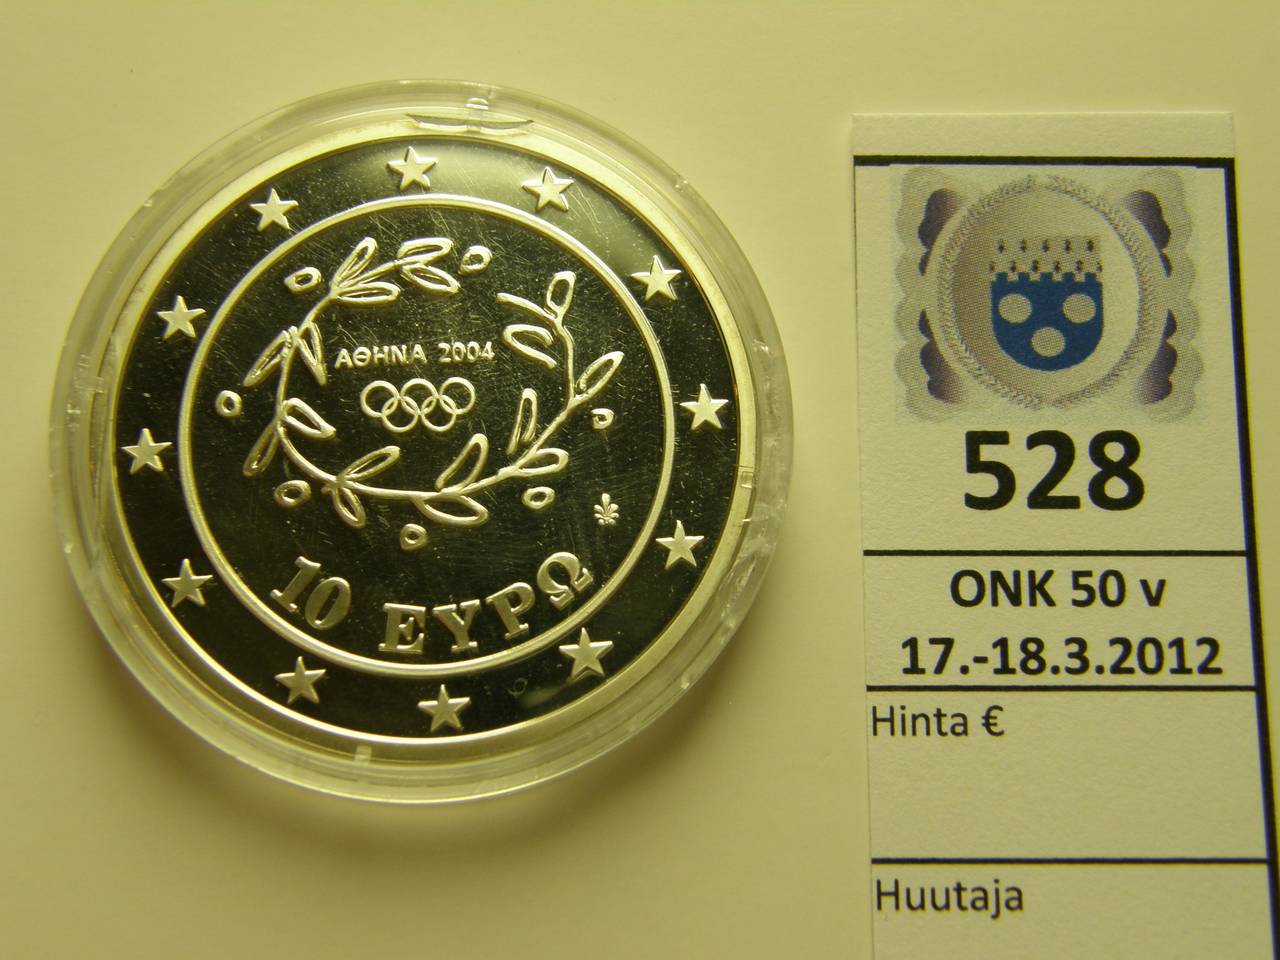 ΑΘΗΝΑ 2004
10 ΕΥΡΩ
528
ONK 50 v
17.-18.3.2012
Hinta €
Huutaja